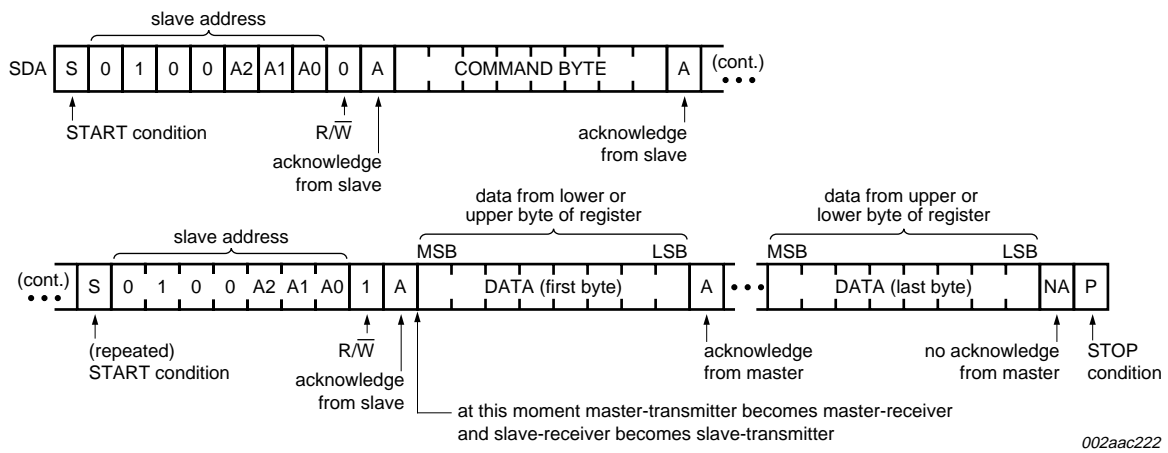 slave address
SDA S 0 1 0 0 A2 A1 A0 0 A COMMAND BYTE A (cont.)
START condition
R/W̅
acknowledge
from slave
acknowledge
from slave
data from lower or
upper byte of register
data from upper or
lower byte of register
slave address
MSB LSB MSB LSB
(cont.) S 0 1 0 0 A2 A1 A0 1 A DATA (first byte) A DATA (last byte) NA P
(repeated)
START condition
R/W̅
acknowledge
from slave
acknowledge
from master
no acknowledge
from master
STOP
condition
at this moment master-transmitter becomes master-receiver
and slave-receiver becomes slave-transmitter
002aac222